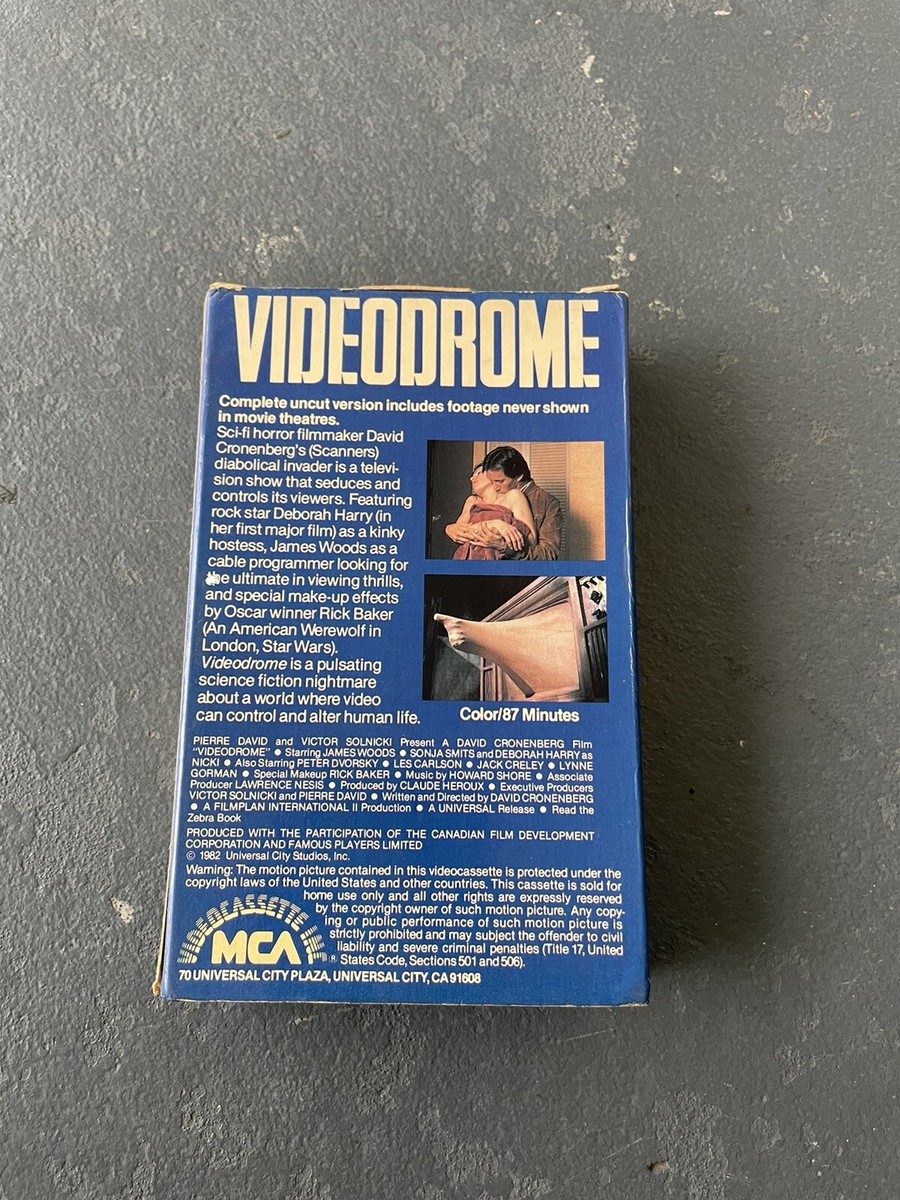 VIDEODROME
Complete uncut version includes footage never shown
in movie theatres.
Sci-fi horror filmmaker David
Cronenberg's (Scanners)
diabolical invader is a televi-
sion show that seduces and
controls its viewers. Featuring
rock star Deborah Harry (in
her first major film) as a kinky
hostess, James Woods as a
cable programmer looking for
the ultimate in viewing thrills,
and special make-up effects
by Oscar winner Rick Baker
(An American Werewolf in
London, Star Wars).
Videodrome is a pulsating
science fiction nightmare
about a world where video
can control and alter human life.
Color/87 Minutes
PIERRE DAVID and VICTOR SOLNICKI Present A DAVID CRONENBERG Film
"VIDEODROME" ● Starring JAMES WOODS ● SONJA SMITS and DEBORAH HARRY as
NICKI ● Also Starring PETER DVORSKY ● LES CARLSON ● JACK CRELEY ● LYNNE
GORMAN ● Special Makeup RICK BAKER ● Music by HOWARD SHORE ● Associate
Producer LAWRENCE NESIS ● Produced by CLAUDE HEROUX ● Executive Producers
VICTOR SOLNICKI and PIERRE DAVID ● Written and Directed by DAVID CRONENBERG
● A FILMPLAN INTERNATIONAL II Production ● A UNIVERSAL Release ● Read the
Zebra Book
PRODUCED WITH THE PARTICIPATION OF THE CANADIAN FILM DEVELOPMENT
CORPORATION AND FAMOUS PLAYERS LIMITED
© 1982 Universal City Studios, Inc.
Warning: The motion picture contained in this videocassette is protected under the
copyright laws of the United States and other countries. This cassette is sold for
home use only and all other rights are expressly reserved
by the copyright owner of such motion picture. Any copy-
ing or public performance of such motion picture is
strictly prohibited and may subject the offender to civil
liability and severe criminal penalties (Title 17, United
States Code, Sections 501 and 506).
VIDEOCASSETTE
MCA ®
70 UNIVERSAL CITY PLAZA, UNIVERSAL CITY, CA 91608